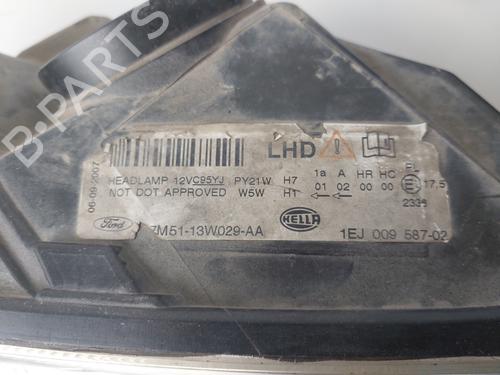 B-PARTS
LHD
06-09-2007
HEADLAMP 12VC95YJ PY21W H7 1a A HR HC
NOT DOT APPROVED W5W H1 01 02 00 00 17,5
2335
Ford 7M51-13W029-AA HELLA 1EJ 009 587-02